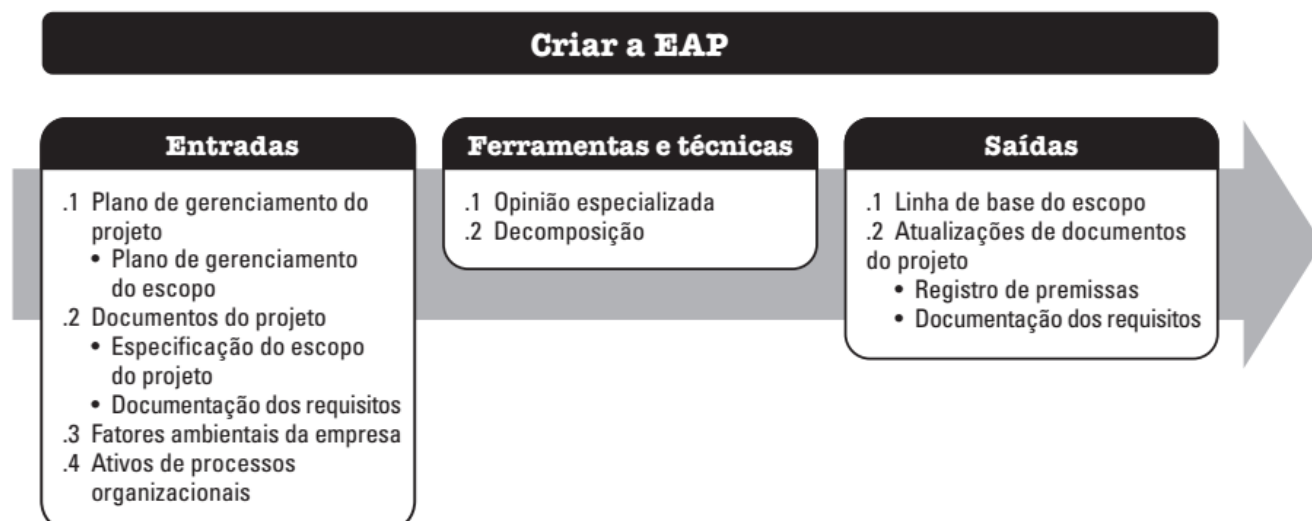 Criar a EAP
Entradas
.1 Plano de gerenciamento do
projeto
• Plano de gerenciamento
do escopo
.2 Documentos do projeto
• Especificação do escopo
do projeto
• Documentação dos requisitos
.3 Fatores ambientais da empresa
.4 Ativos de processos
organizacionais
Ferramentas e técnicas
.1 Opinião especializada
.2 Decomposição
Saídas
.1 Linha de base do escopo
.2 Atualizações de documentos
do projeto
• Registro de premissas
• Documentação dos requisitos